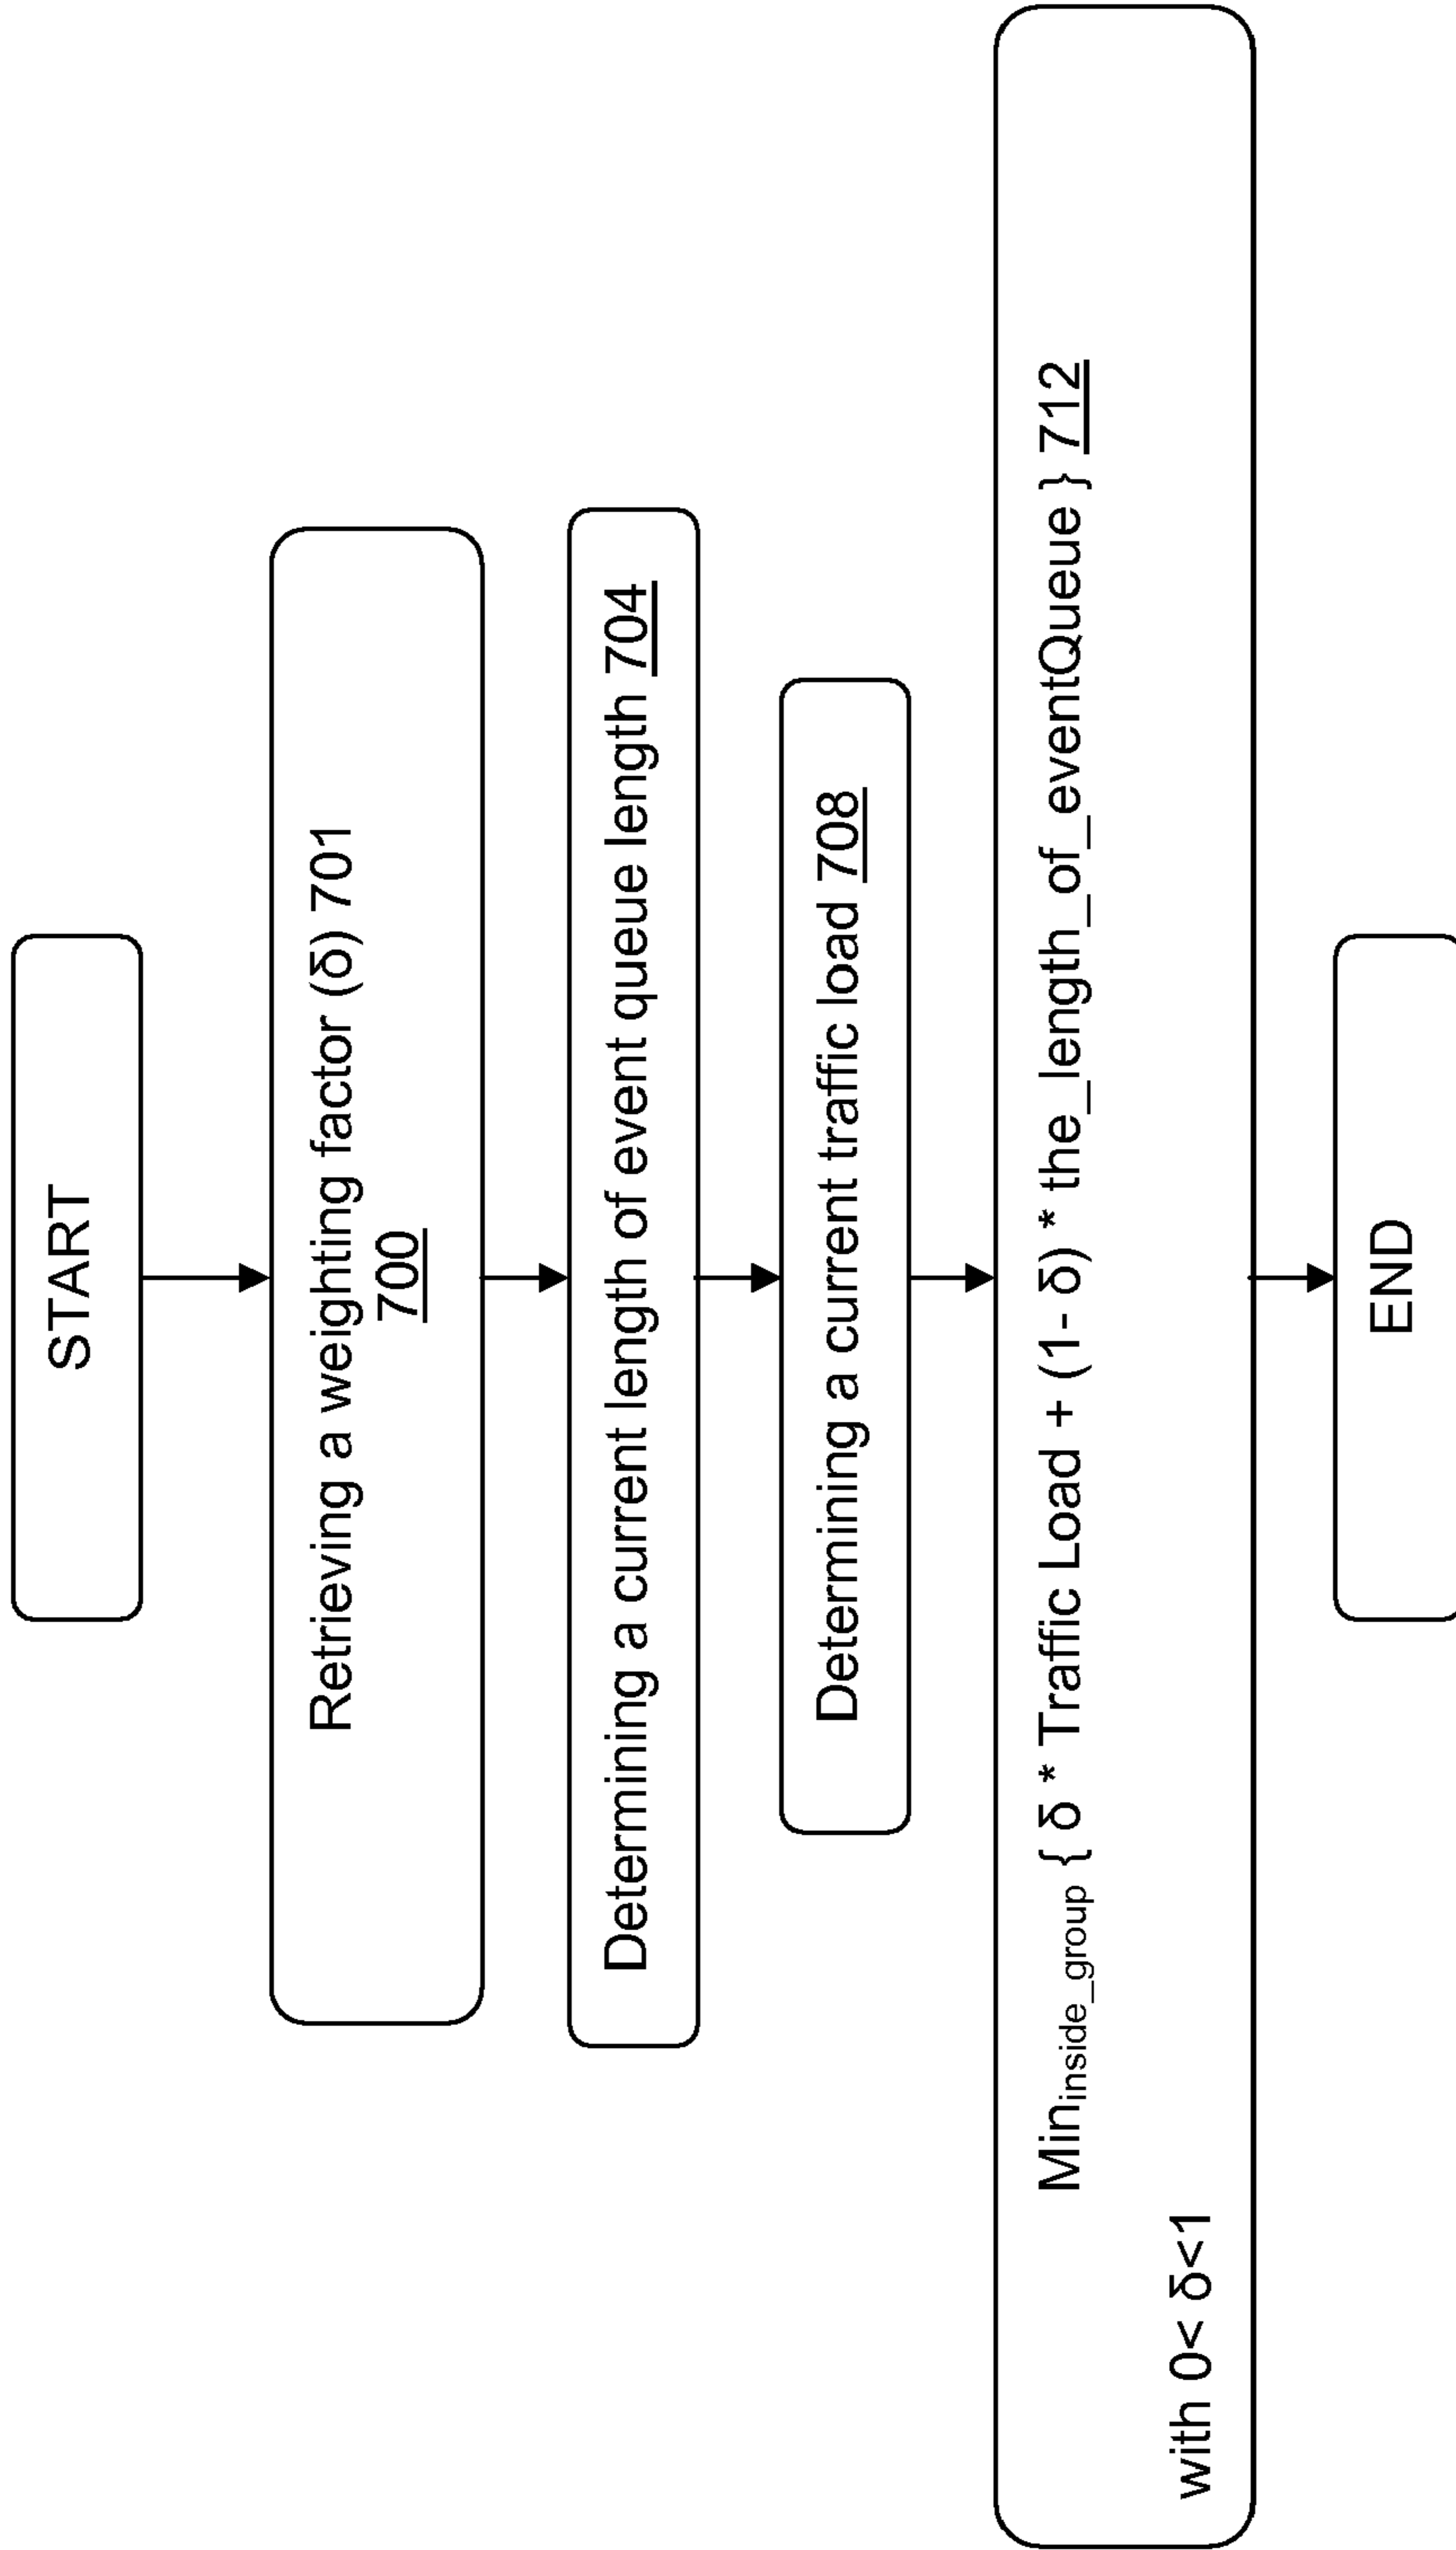 START
Retrieving a weighting factor (δ) 701
700
Determining a current length of event queue length 704
Determining a current traffic load 708
Min_inside_group { δ * Traffic Load + (1- δ) * the_length_of_eventQueue } 712
with 0< δ<1
END